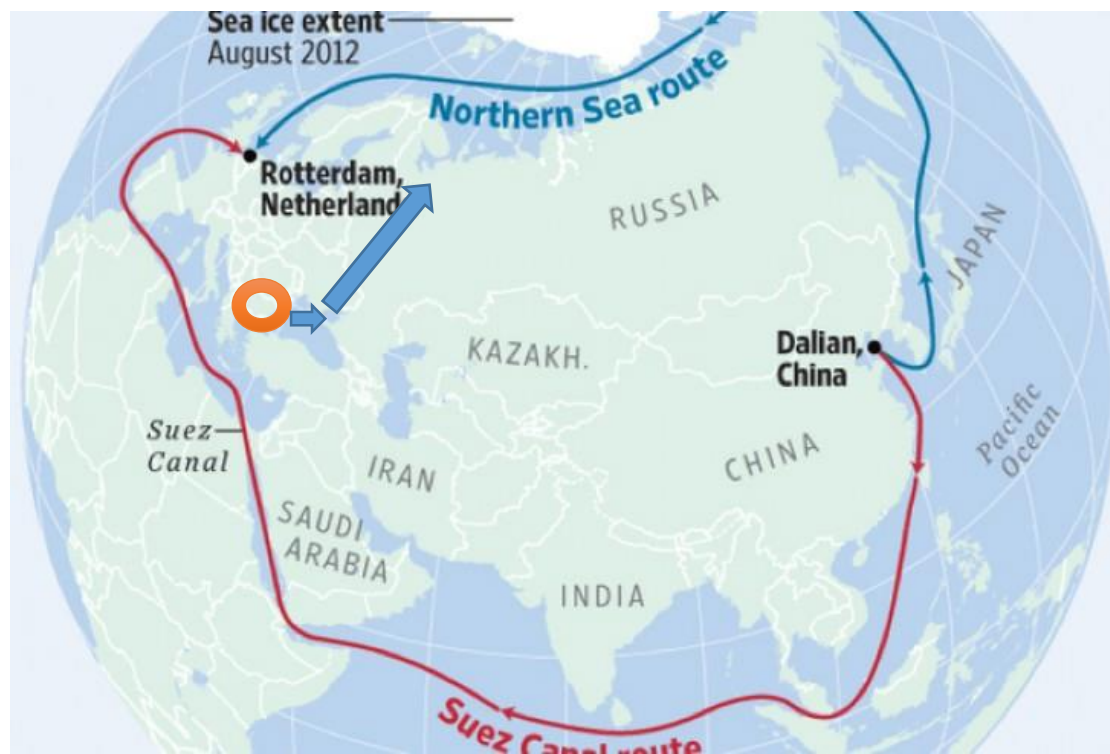 Sea ice extent
August 2012
Northern Sea route
Rotterdam,
Netherland
RUSSIA
JAPAN
KAZAKH.
Dalian,
China
Pacific
Ocean
Suez
Canal
IRAN
CHINA
SAUDI
ARABIA
INDIA
Suez Canal route